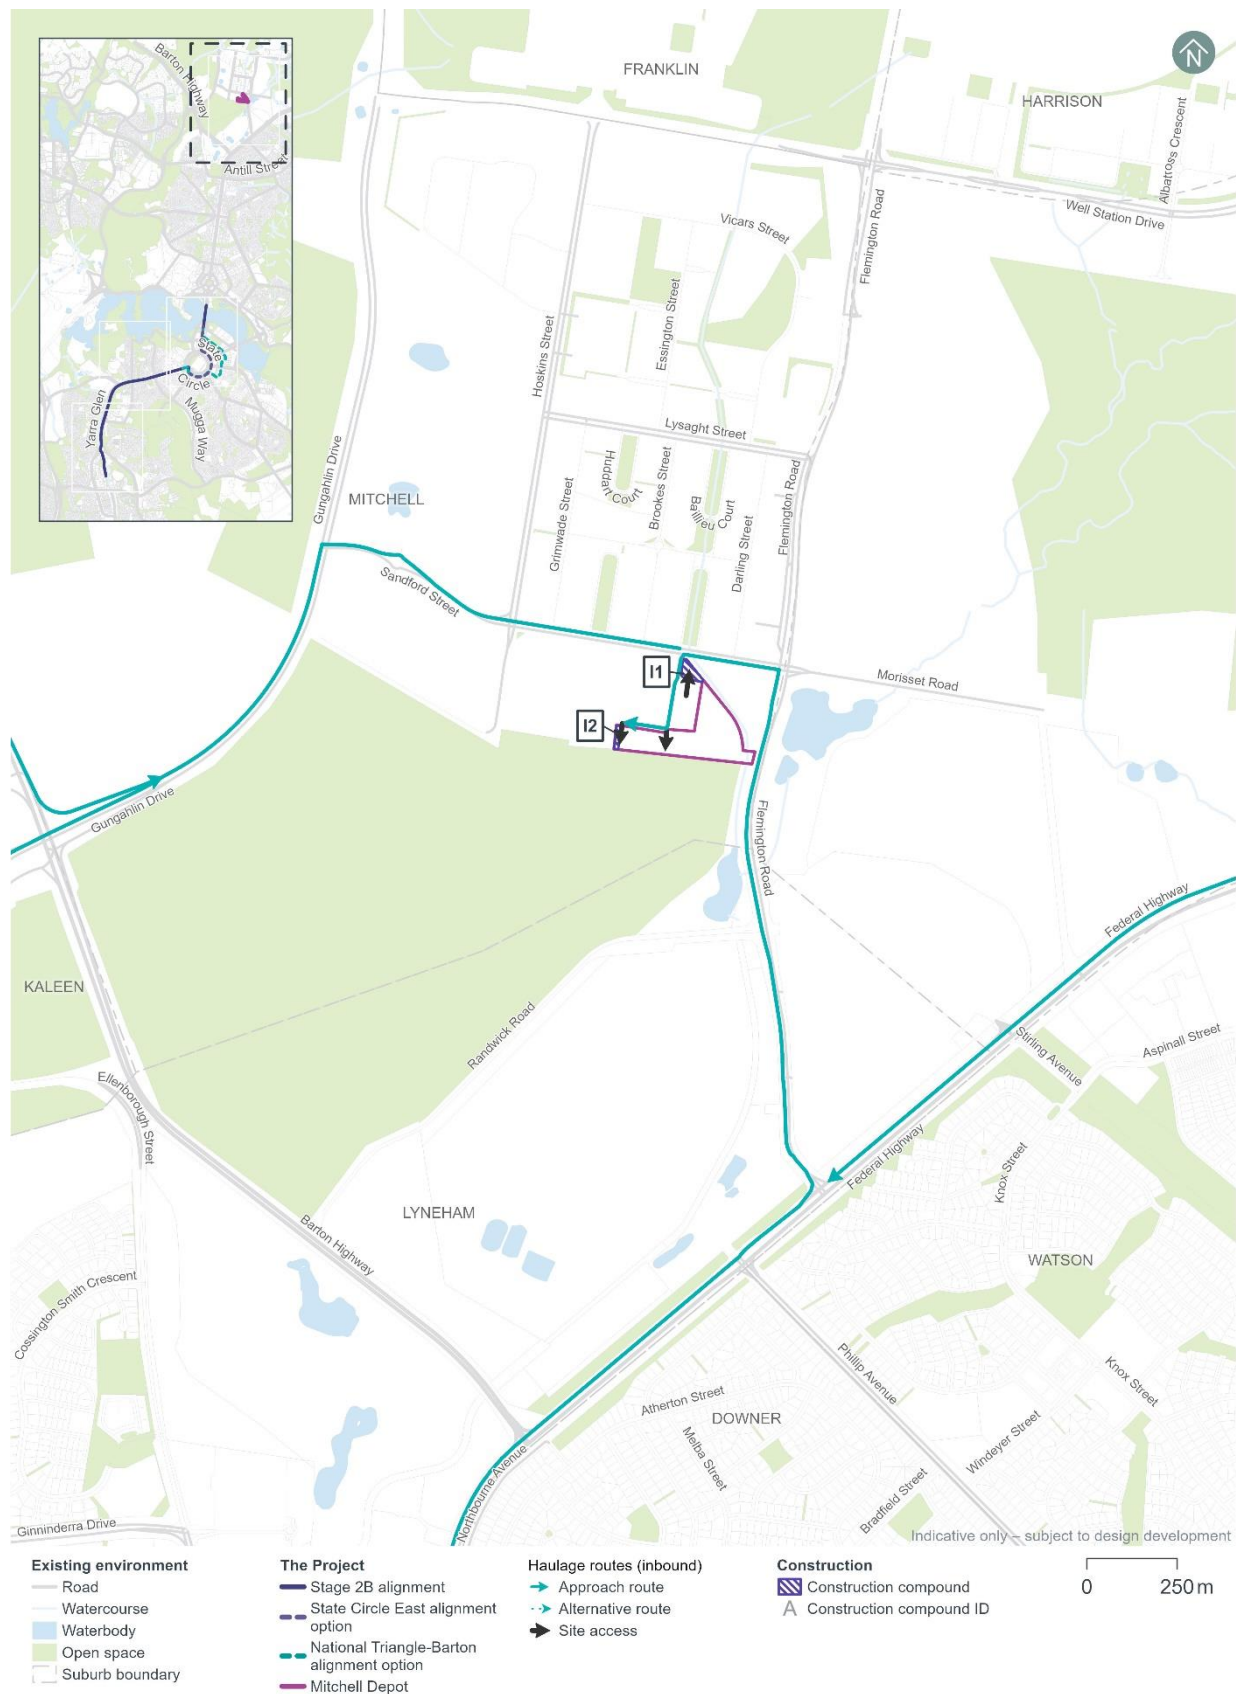 FRANKLIN
HARRISON
N
Barton Highway
Antill Street
State
Circle
Yarra Glen
Mugga Way
Albatross Crescent
Well Station Drive
Flemington Road
Vicars Street
Essington Street
Hoskins Street
Gungahlin Drive
Lysaght Street
MITCHELL
Huddart Court
Brookes Street
Baillieu Court
Grimwade Street
Darling Street
Flemington Road
Sandford Street
I1
Morisset Road
I2
Gungahlin Drive
Flemington Road
Federal Highway
KALEEN
Randwick Road
Stirling Avenue
Aspinall Street
Ellenborough Street
Federal Highway
Knox Street
LYNEHAM
Barton Highway
WATSON
Cossington Smith Crescent
Phillip Avenue
Knox Street
Atherton Street
DOWNER
Melba Street
Windeyer Street
Northbourne Avenue
Bradfield Street
Ginninderra Drive
Indicative only – subject to design development
Existing environment
Road
Watercourse
Waterbody
Open space
Suburb boundary
The Project
Stage 2B alignment
State Circle East alignment
option
National Triangle-Barton
alignment option
Mitchell Depot
Haulage routes (inbound)
Approach route
Alternative route
Site access
Construction
Construction compound
A Construction compound ID
0 250 m